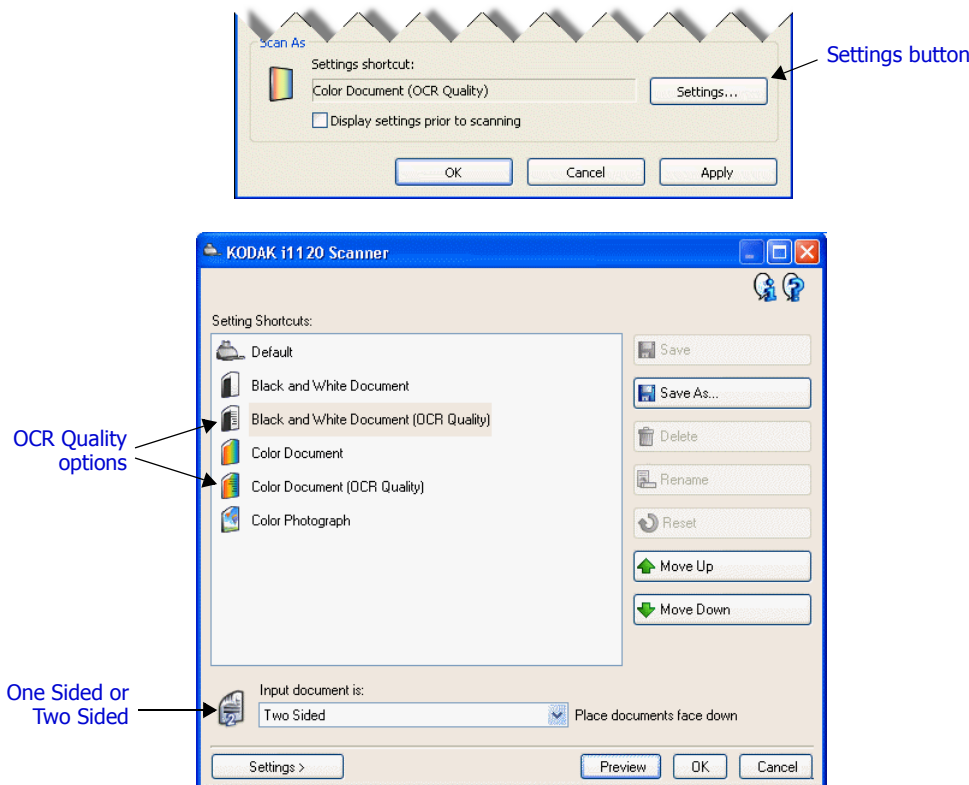 Scan As
Settings shortcut:
Color Document (OCR Quality)
Settings...
Display settings prior to scanning
OK
Cancel
Apply
Settings button
KODAK i1120 Scanner
Setting Shortcuts:
Default
Black and White Document
Black and White Document (OCR Quality)
Color Document
Color Document (OCR Quality)
Color Photograph
Save
Save As...
Delete
Rename
Reset
Move Up
Move Down
OCR Quality
options
One Sided or
Two Sided
2
Input document is:
Two Sided
Place documents face down
Settings >
Preview
OK
Cancel